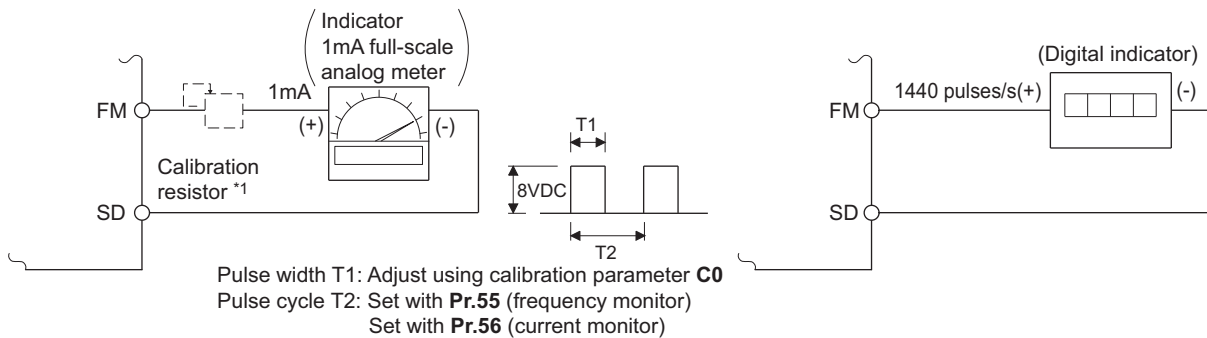 Indicator
1mA full-scale
analog meter
(Digital indicator)
FM
1mA
(+)
(-)
Calibration
resistor *1
SD
T1
8VDC
T2
FM
1440 pulses/s(+)
(-)
SD
Pulse width T1: Adjust using calibration parameter C0
Pulse cycle T2: Set with Pr.55 (frequency monitor)
Set with Pr.56 (current monitor)